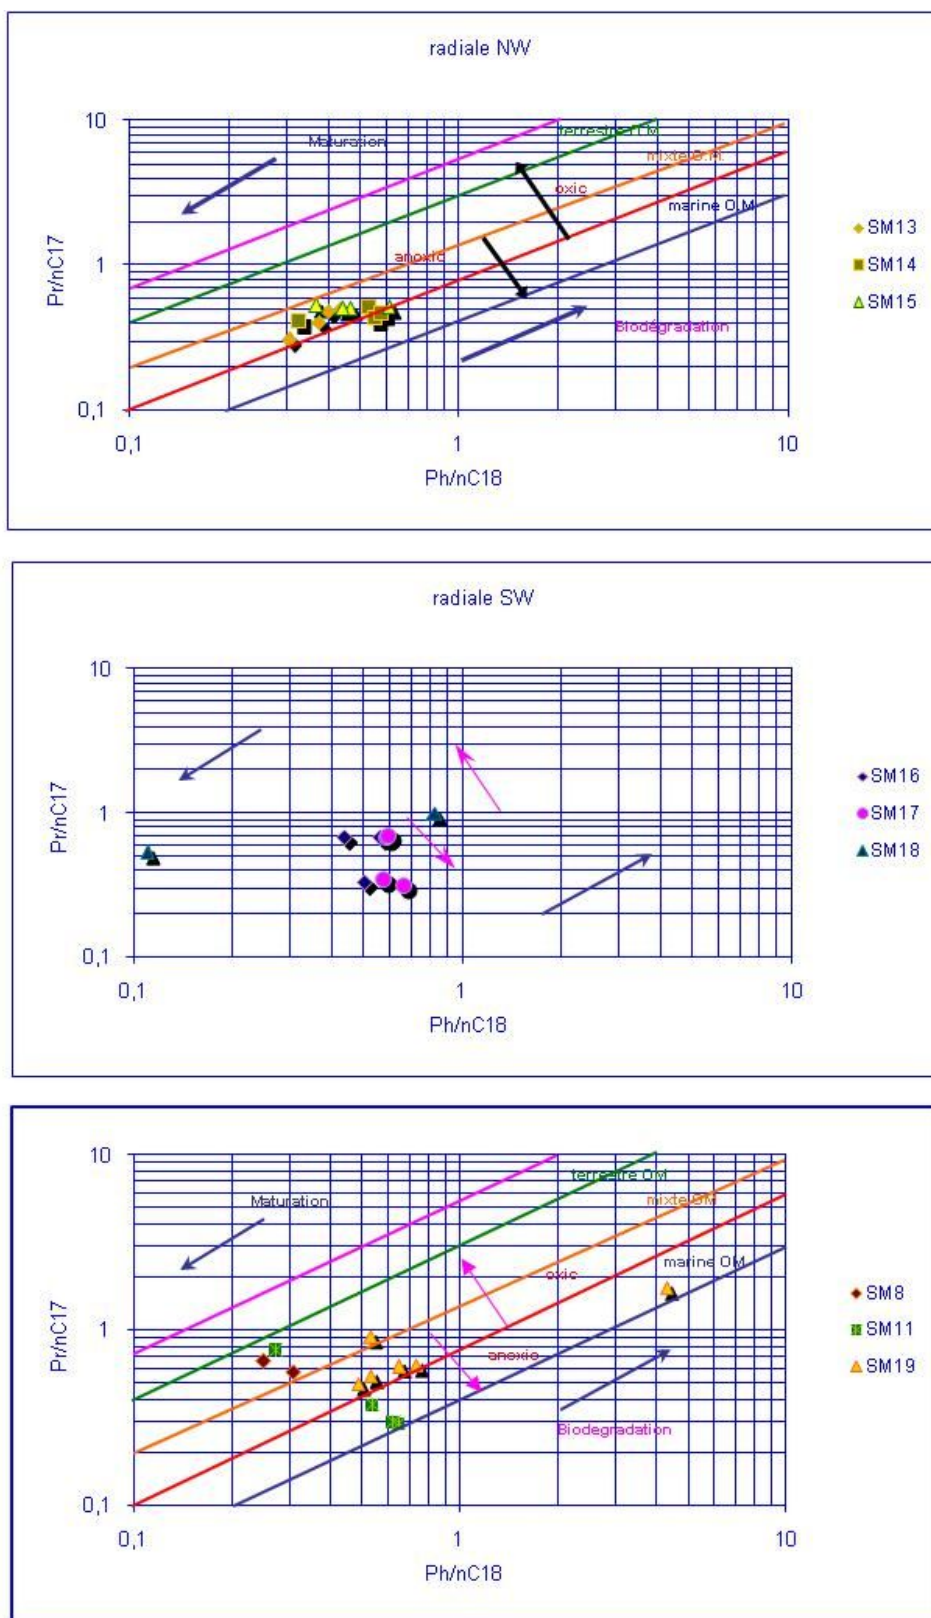 radiale NW
10
terrestre O.M
Maturation
mixte O.M.
oxic
marine O.M
Pr/nC17
anoxic
1
SM13
SM14
SM15
Biodégradation
0,1
0,1
1
10
Ph/nC18
radiale SW
10
Pr/nC17
1
SM16
SM17
SM18
0,1
0,1
1
10
Ph/nC18
10
terrestre OM
Maturation
mixte OM
marine OM
oxic
Pr/nC17
1
anoxic
SM8
SM11
SM19
Biodegradation
0,1
0,1
1
10
Ph/nC18